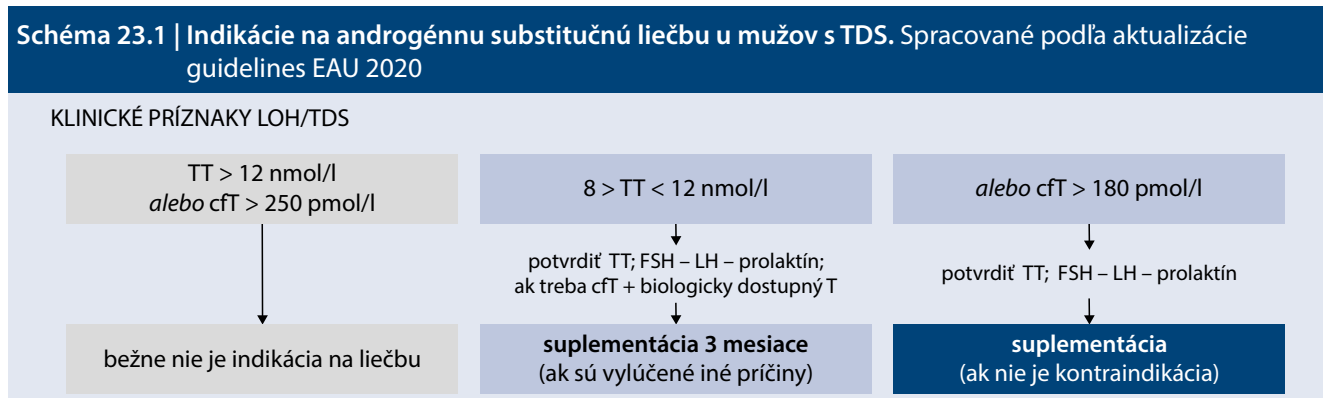 Schéma 23.1 | Indikácie na androgénnu substitučnú liečbu u mužov s TDS. Spracované podľa aktualizácie
guidelines EAU 2020
KLINICKÉ PRÍZNAKY LOH/TDS
TT > 12 nmol/l
alebo cfT > 250 pmol/l
bežne nie je indikácia na liečbu
8 > TT < 12 nmol/l
potvrdiť TT; FSH – LH – prolaktín;
ak treba cfT + biologicky dostupný T
suplementácia 3 mesiace
(ak sú vylúčené iné príčiny)
alebo cfT > 180 pmol/l
potvrdiť TT; FSH – LH – prolaktín
suplementácia
(ak nie je kontraindikácia)